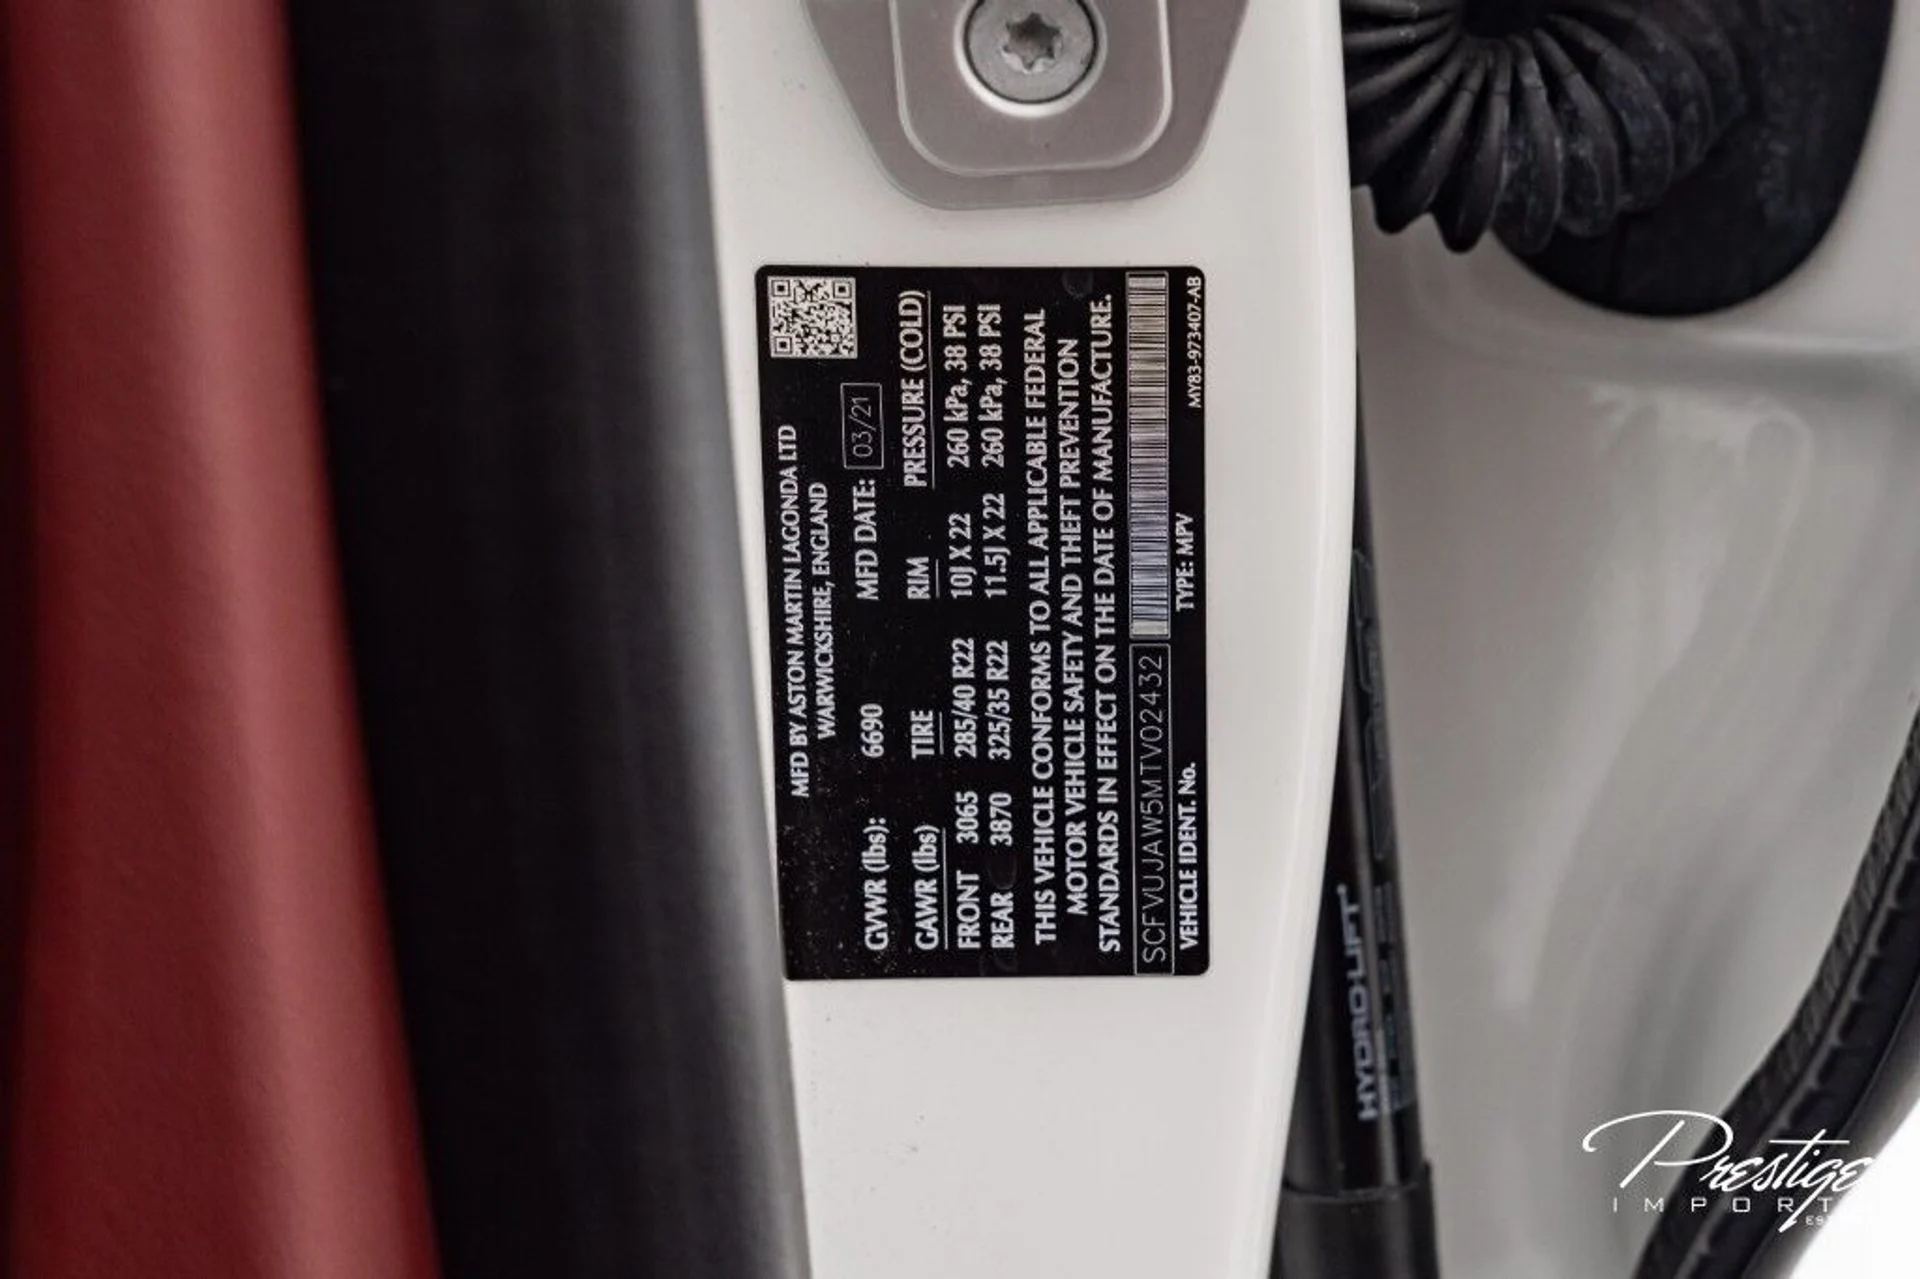 MFD BY ASTON MARTIN LAGONDA LTD
WARWICKSHIRE, ENGLAND
GVWR (lbs): 6690 MFD DATE: 03/21
GAWR (lbs) TIRE RIM PRESSURE (COLD)
FRONT 3065 285/40 R22 10J X 22 260 kPa, 38 PSI
REAR 3870 325/35 R22 11.5J X 22 260 kPa, 38 PSI
THIS VEHICLE CONFORMS TO ALL APPLICABLE FEDERAL
MOTOR VEHICLE SAFETY AND THEFT PREVENTION
STANDARDS IN EFFECT ON THE DATE OF MANUFACTURE.
SCFVUJAW5MTV02432
VEHICLE IDENT. No. TYPE: MPV MY83-973407-AB
HYDRO-LIFT
Prestige